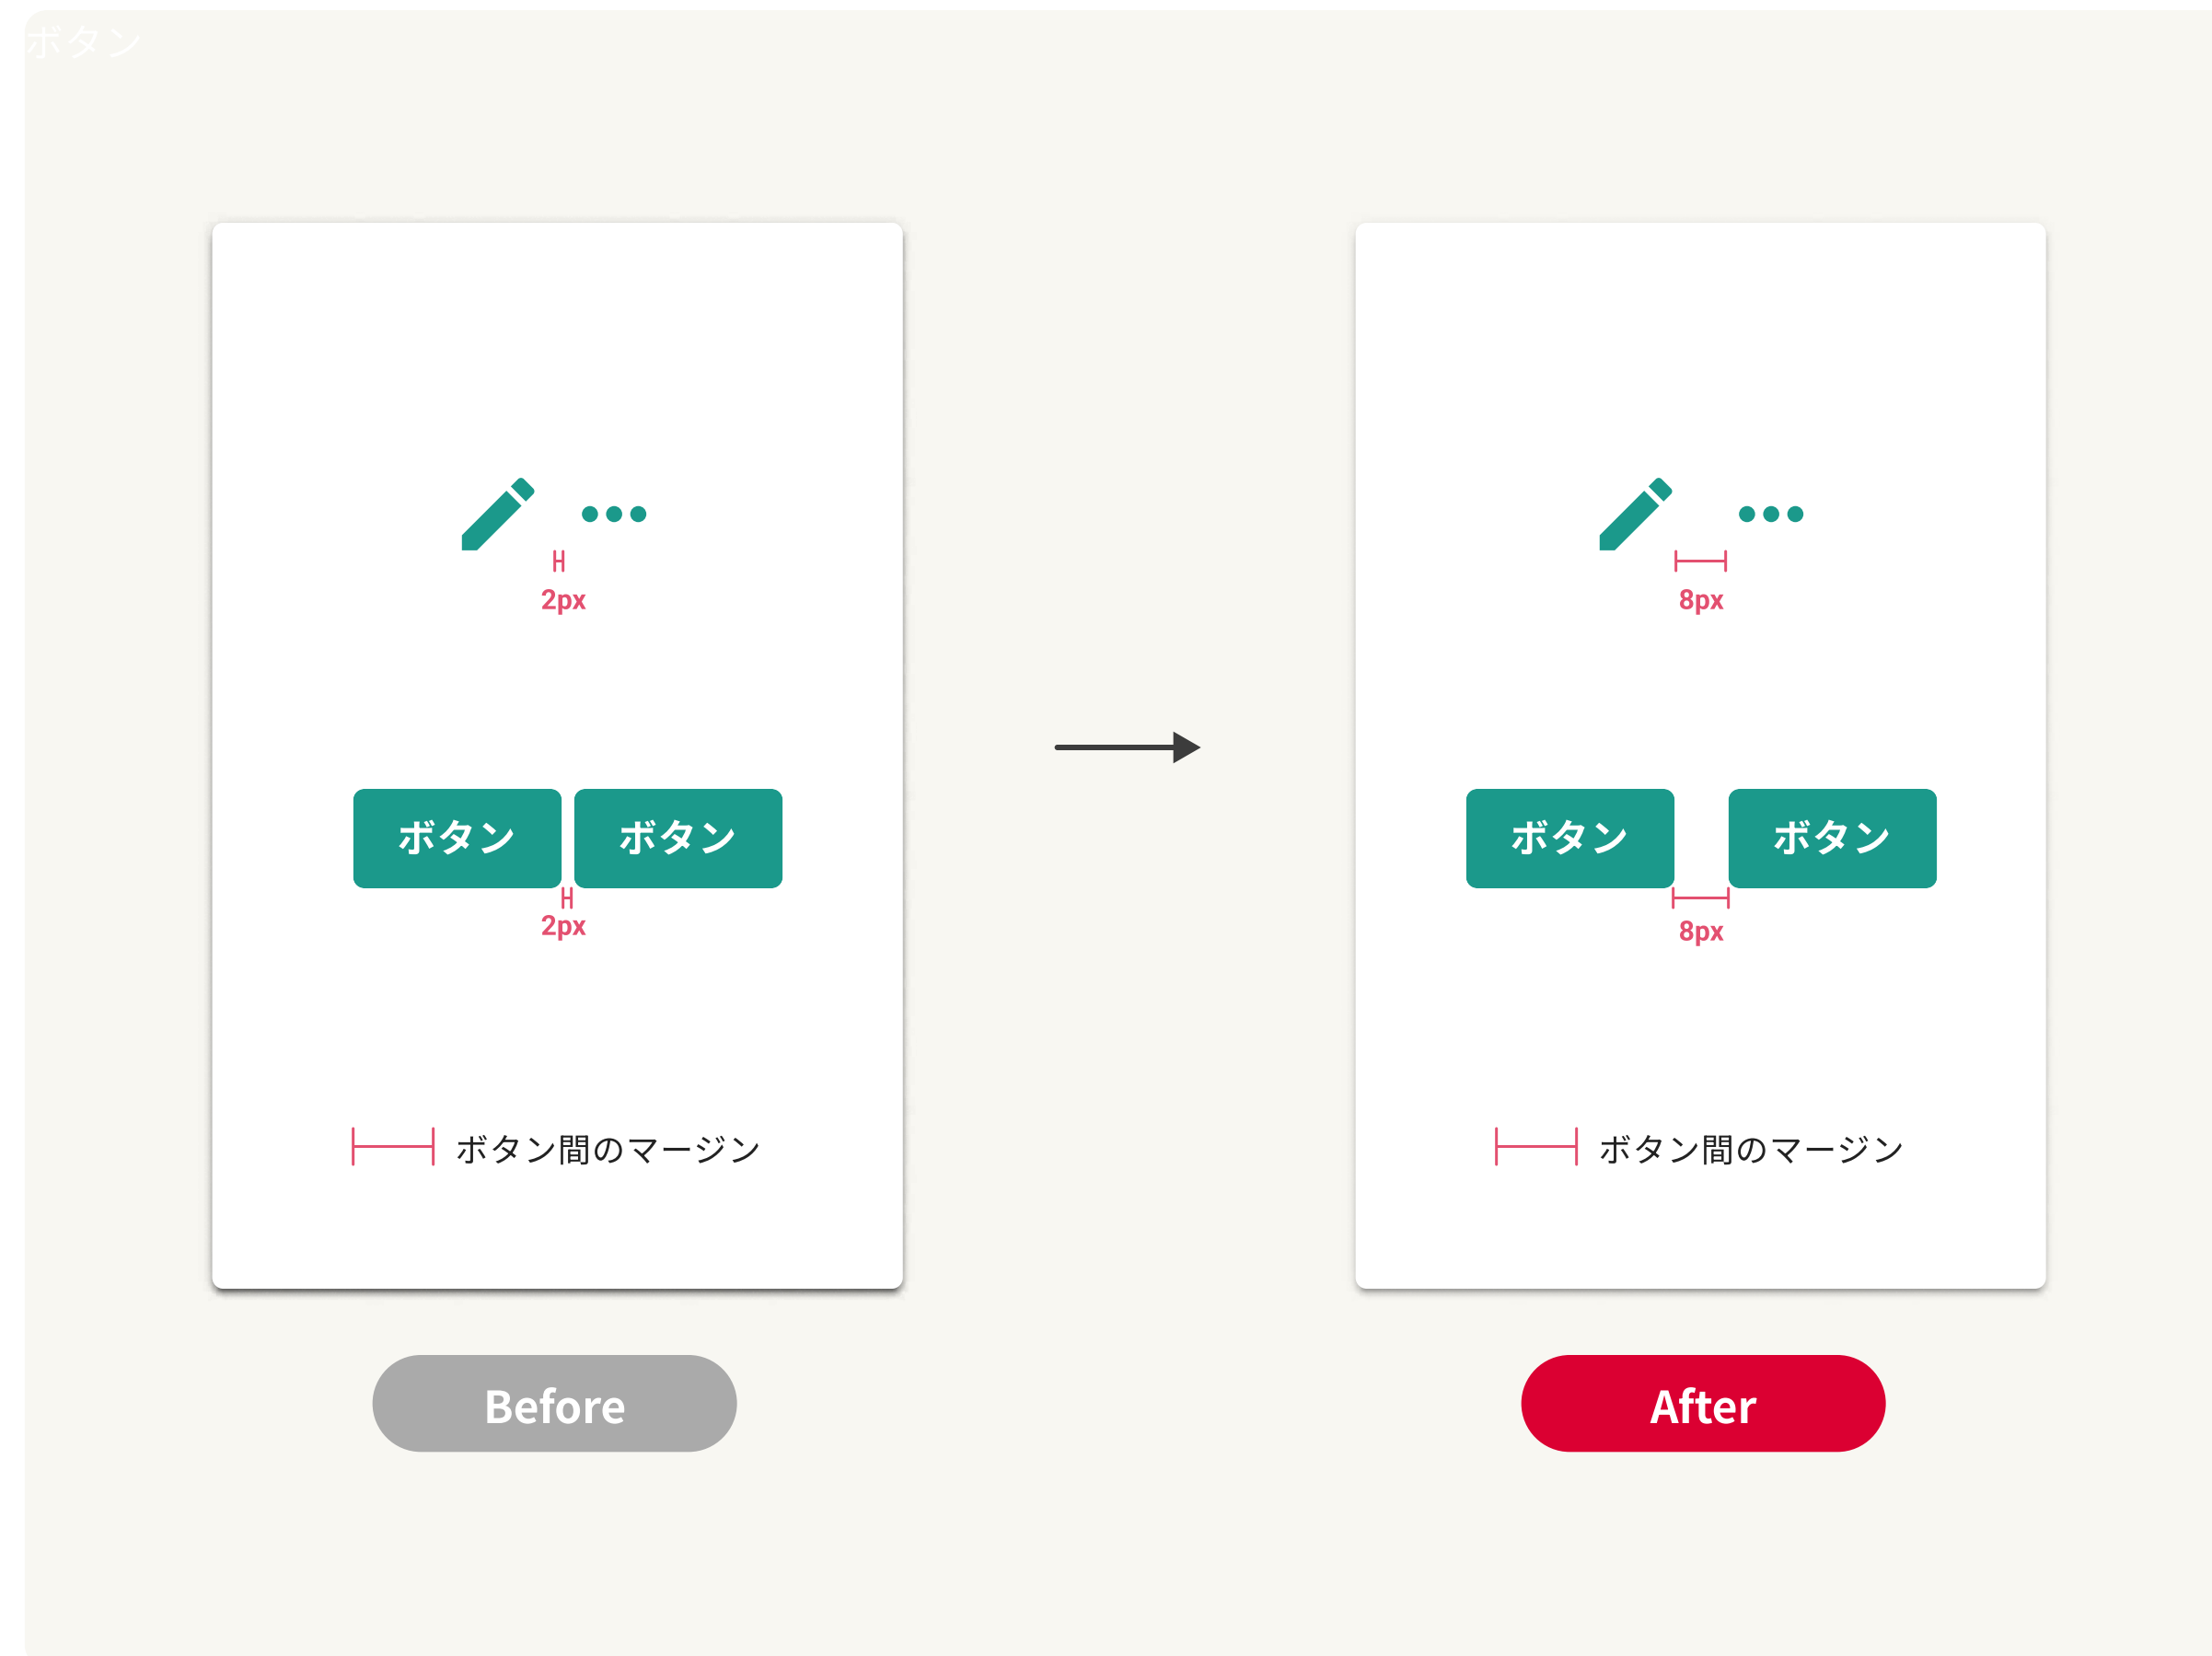 ボタン
2px
ボタン ボタン
2px
ボタン間のマージン
Before
8px
ボタン ボタン
8px
ボタン間のマージン
After